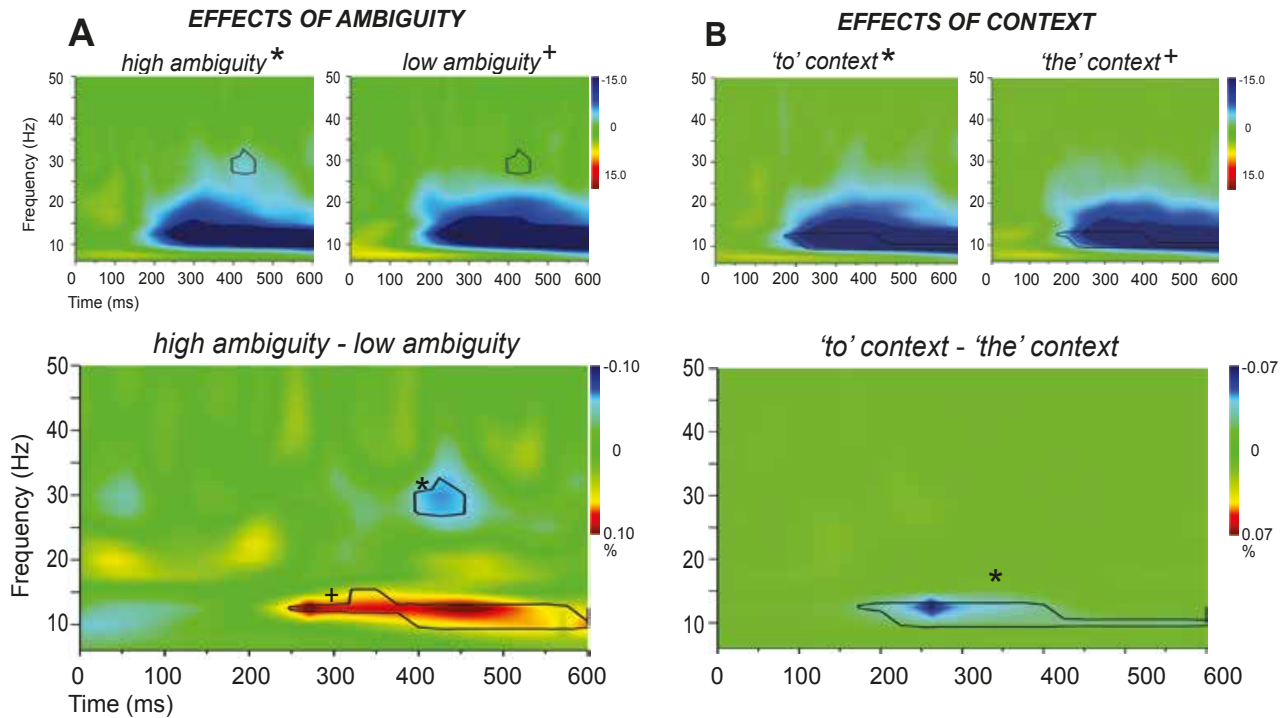 A
EFFECTS OF AMBIGUITY
high ambiguity*
low ambiguity+
50
40
30
20
10
Frequency (Hz)
0 100 200 300 400 500 600
Time (ms)
50
40
30
20
10
0 100 200 300 400 500 600
-15.0
0
15.0
high ambiguity - low ambiguity
50
40
30
20
10
Frequency (Hz)
*
+
0 100 200 300 400 500 600
Time (ms)
-0.10
0
0.10
%
B
EFFECTS OF CONTEXT
'to' context*
'the' context+
50
40
30
20
10
0 100 200 300 400 500 600
50
40
30
20
10
0 100 200 300 400 500 600
-15.0
0
15.0
'to' context - 'the' context
50
40
30
20
10
*
0 100 200 300 400 500 600
-0.07
0
0.07
%